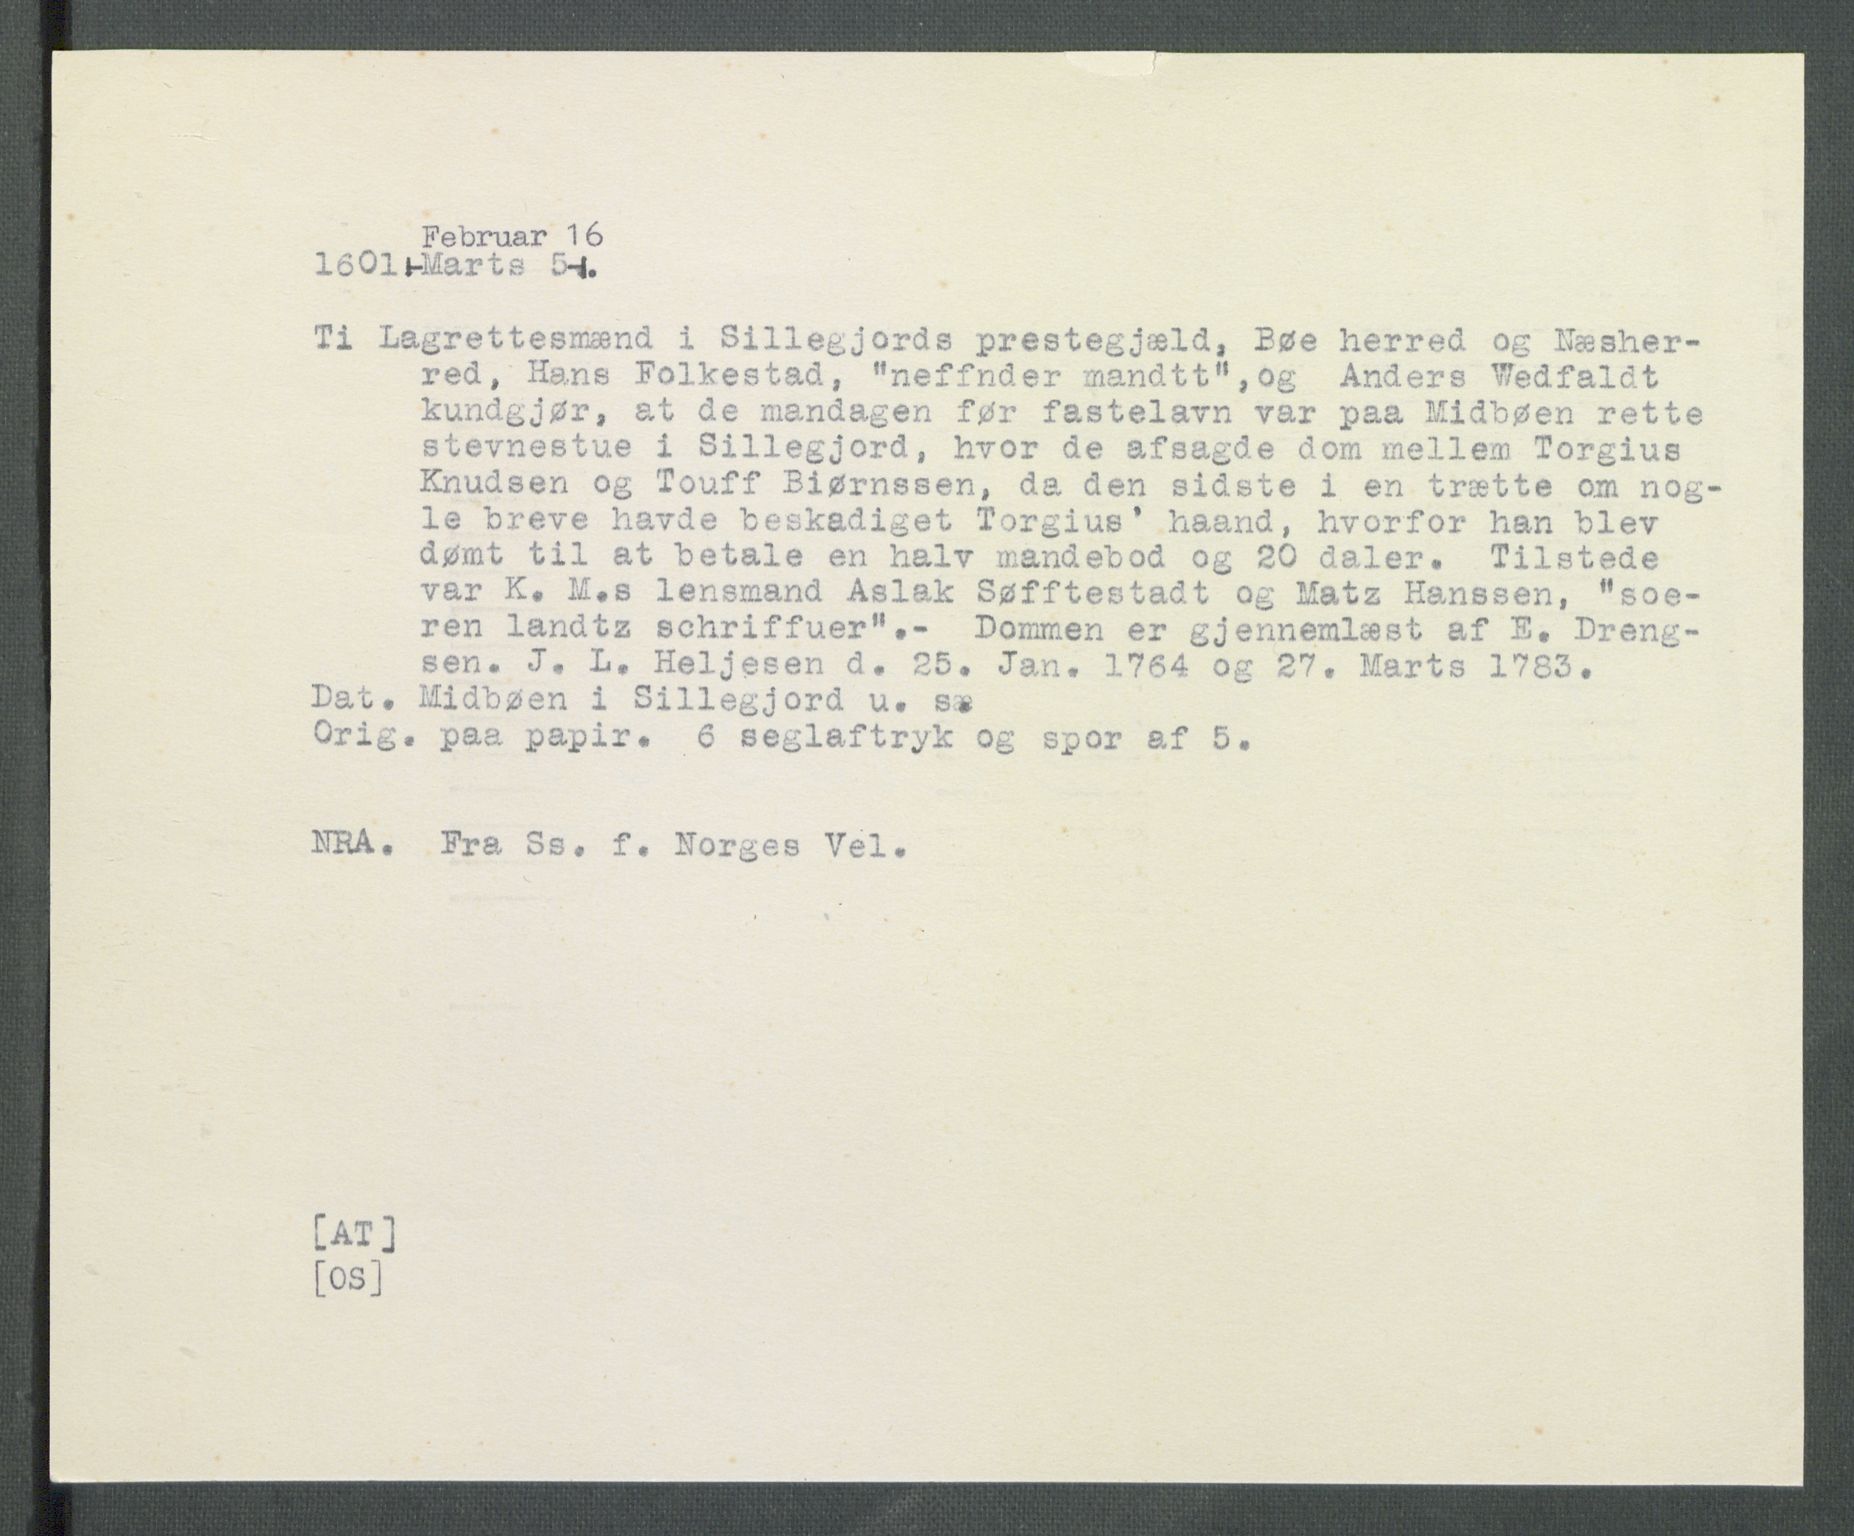 Februar 16
1601 Marts 5.
Ti Lagrettesmænd i Sillegjords prestegjæld, Bøe herred og Næsher-
red, Hans Folkestad, "neffnder mandtt", og Anders Wedfaldt
kundgjør, at de mandagen før fastelavn var paa Midbøen rette
stevnestue i Sillegjord, hvor de afsagde dom mellem Torgius
Knudsen og Touff Biørnssen, da den sidste i en trætte om nog-
le breve havde beskadiget Torgius' haand, hvorfor han blev
dømt til at betale en halv mandebod og 20 daler. Tilstede
var K. M.s lensmand Aslak Søfftestadt og Matz Hanssen, "soe-
ren landtz schriffuer".- Dommen er gjennemlæst af E. Dreng-
sen. J. L. Heljesen d. 25. Jan. 1764 og 27. Marts 1783.
Dat. Midbøen i Sillegjord u. s.
Orig. paa papir. 6 seglaftryk og spor af 5.
NRA. Fra Ss. f. Norges Vel.
[AT]
[OS]